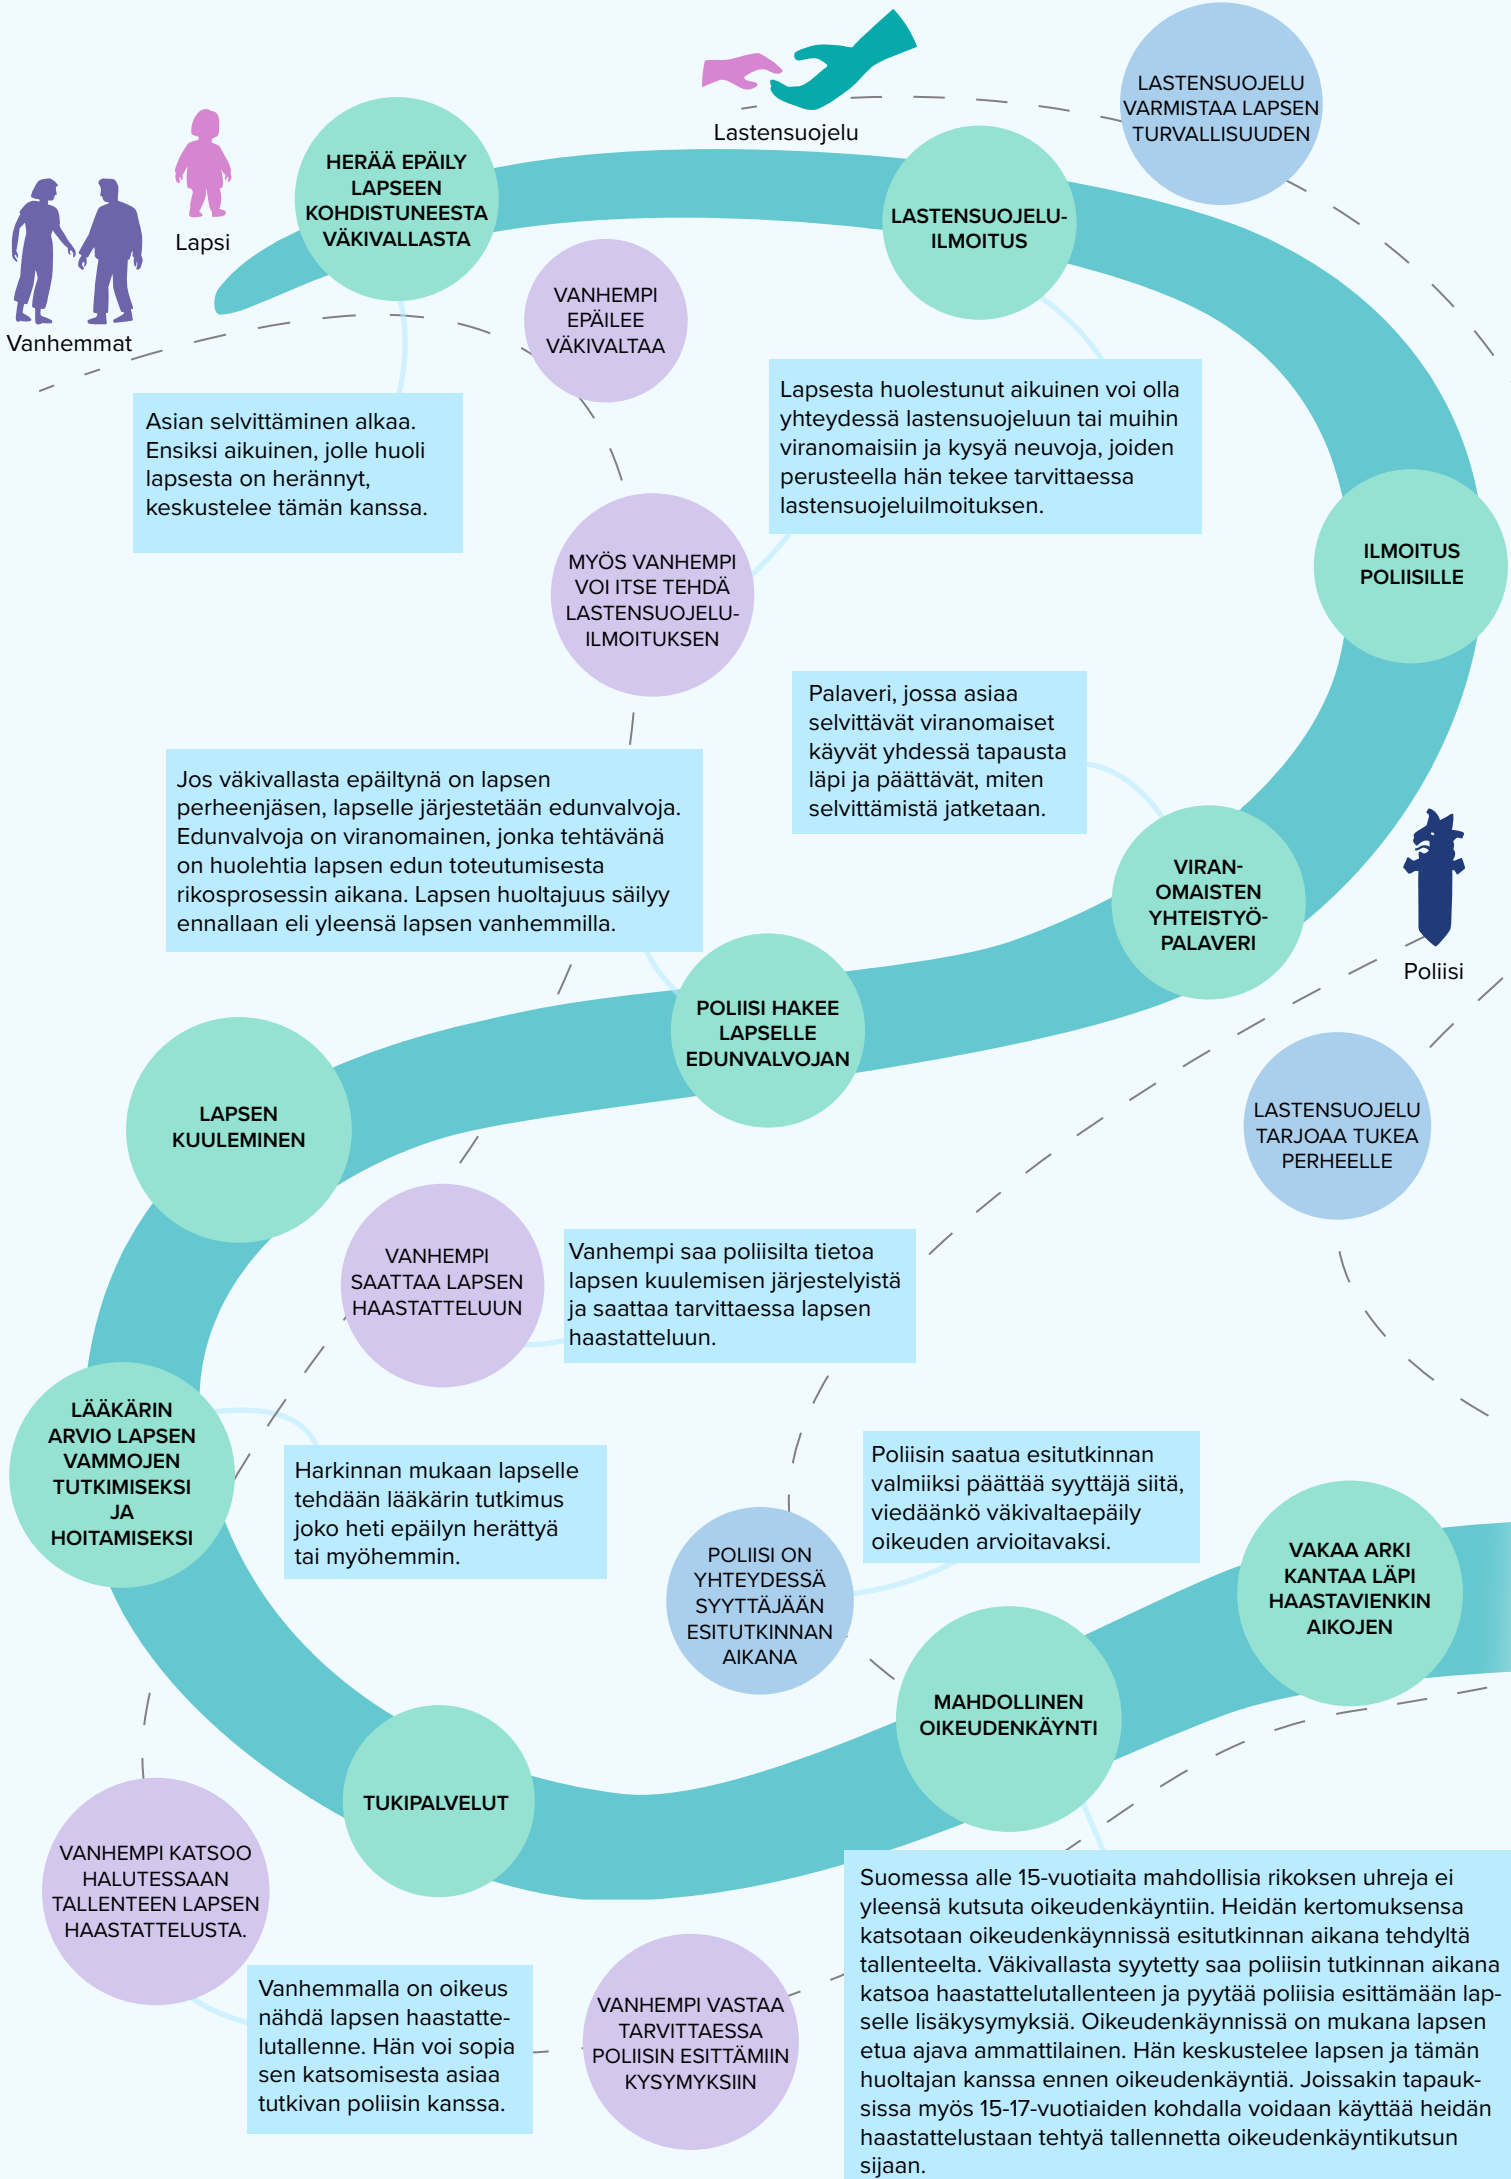 Lastensuojelu
LASTENSUOJELU
VARMISTAA LAPSEN
TURVALLISUUDEN
Lapsi
Vanhemmat
HERÄÄ EPÄILY
LAPSEEN
KOHDISTUNEESTA
VÄKIVALLASTA
LASTENSUOJELU-
ILMOITUS
VANHEMPI
EPÄILEE
VÄKIVALTAA
Asian selvittäminen alkaa.
Ensiksi aikuinen, jolle huoli
lapsesta on herännyt,
keskustelee tämän kanssa.
Lapsesta huolestunut aikuinen voi olla
yhteydessä lastensuojeluun tai muihin
viranomaisiin ja kysyä neuvoja, joiden
perusteella hän tekee tarvittaessa
lastensuojeluilmoituksen.
MYÖS VANHEMPI
VOI ITSE TEHDÄ
LASTENSUOJELU-
ILMOITUKSEN
ILMOITUS
POLIISILLE
Palaveri, jossa asiaa
selvittävät viranomaiset
käyvät yhdessä tapausta
läpi ja päättävät, miten
selvittämistä jatketaan.
Jos väkivallasta epäiltynä on lapsen
perheenjäsen, lapselle järjestetään edunvalvoja.
Edunvalvoja on viranomainen, jonka tehtävänä
on huolehtia lapsen edun toteutumisesta
rikosprosessin aikana. Lapsen huoltajuus säilyy
ennallaan eli yleensä lapsen vanhemmilla.
VIRAN-
OMAISTEN
YHTEISTYÖ-
PALAVERI
Poliisi
POLIISI HAKEE
LAPSELLE
EDUNVALVOJAN
LAPSEN
KUULEMINEN
LASTENSUOJELU
TARJOAA TUKEA
PERHEELLE
VANHEMPI
SAATTAA LAPSEN
HAASTATTELUUN
Vanhempi saa poliisilta tietoa
lapsen kuulemisen järjestelyistä
ja saattaa tarvittaessa lapsen
haastatteluun.
LÄÄKÄRIN
ARVIO LAPSEN
VAMMOJEN
TUTKIMISEKSI
JA
HOITAMISEKSI
Harkinnan mukaan lapselle
tehdään lääkärin tutkimus
joko heti epäilyn herättyä
tai myöhemmin.
Poliisin saatua esitutkinnan
valmiiksi päättää syyttäjä siitä,
viedäänkö väkivaltaepäily
oikeuden arvioitavaksi.
POLIISI ON
YHTEYDESSÄ
SYYTTÄJÄÄN
ESITUTKINNAN
AIKANA
VAKAA ARKI
KANTAA LÄPI
HAASTAVIENKIN
AIKOJEN
MAHDOLLINEN
OIKEUDENKÄYNTI
TUKIPALVELUT
VANHEMPI KATSOO
HALUTESSAAN
TALLENTEEN LAPSEN
HAASTATTELUSTA.
Vanhemmalla on oikeus
nähdä lapsen haastatte-
lutallenne. Hän voi sopia
sen katsomisesta asiaa
tutkivan poliisin kanssa.
VANHEMPI VASTAA
TARVITTAESSA
POLIISIN ESITTÄMIIN
KYSYMYKSIIN
Suomessa alle 15-vuotiaita mahdollisia rikoksen uhreja ei
yleensä kutsuta oikeudenkäyntiin. Heidän kertomuksensa
katsotaan oikeudenkäynnissä esitutkinnan aikana tehdyltä
tallenteelta. Väkivallasta syytetty saa poliisin tutkinnan aikana
katsoa haastattelutallenteen ja pyytää poliisia esittämään lap-
selle lisäkysymyksiä. Oikeudenkäynnissä on mukana lapsen
etua ajava ammattilainen. Hän keskustelee lapsen ja tämän
huoltajan kanssa ennen oikeudenkäyntiä. Joissakin tapauk-
sissa myös 15-17-vuotiaiden kohdalla voidaan käyttää heidän
haastattelustaan tehtyä tallennetta oikeudenkäyntikutsun
sijaan.